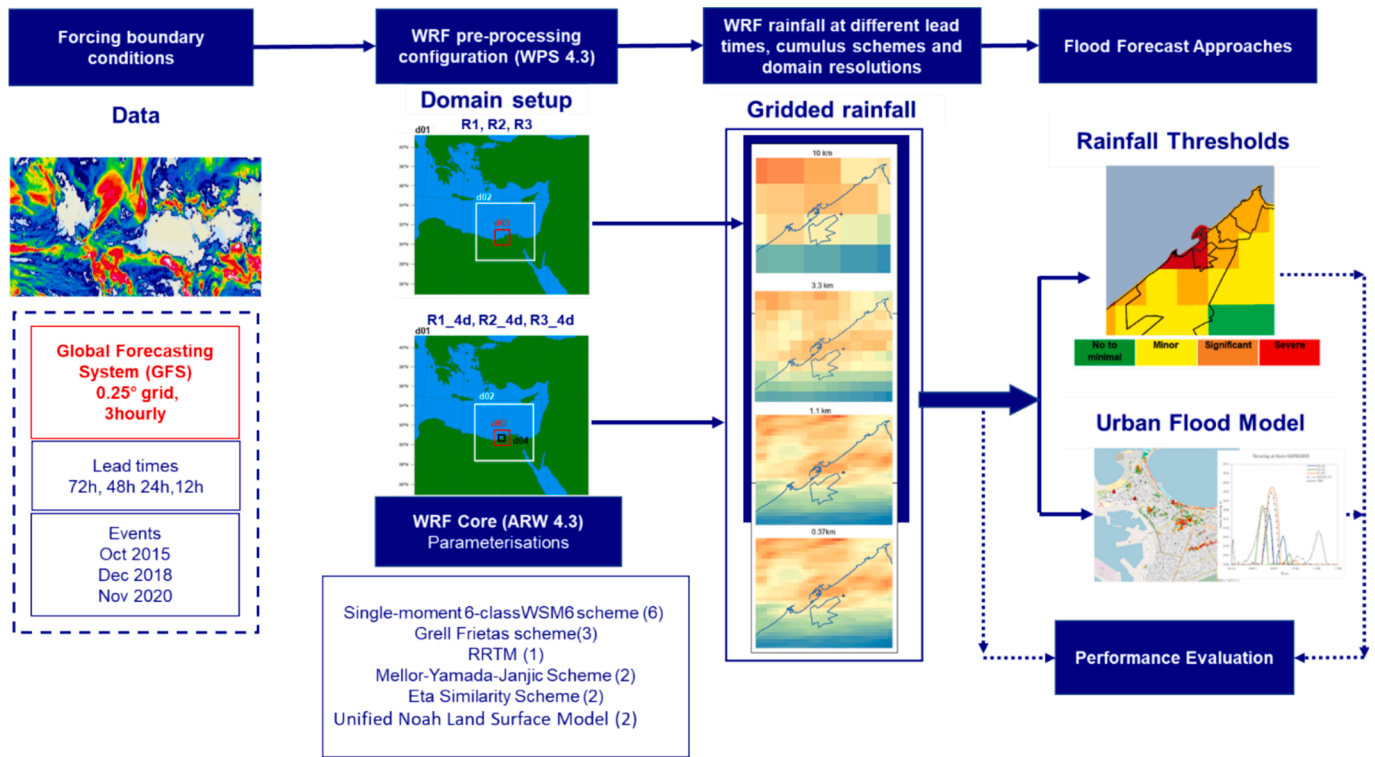 Forcing boundary
conditions
WRF pre-processing
configuration (WPS 4.3)
WRF rainfall at different lead
times, cumulus schemes and
domain resolutions
Flood Forecast Approaches
Data
Domain setup
R1, R2, R3
d01
d02
d03
R1_4d, R2_4d, R3_4d
d01
d02
d04
Gridded rainfall
10 km
3.3 km
1.1 km
0.37km
Rainfall Thresholds
No to
minimal
Minor
Significant
Severe
Urban Flood Model
Performance Evaluation
Global Forecasting
System (GFS)
0.25° grid,
3hourly
Lead times
72h, 48h 24h,12h
Events
Oct 2015
Dec 2018
Nov 2020
WRF Core (ARW 4.3)
Parameterisations
Single-moment 6-classWSM6 scheme (6)
Grell Frietas scheme(3)
RRTM (1)
Mellor-Yamada-Janjic Scheme (2)
Eta Similarity Scheme (2)
Unified Noah Land Surface Model (2)